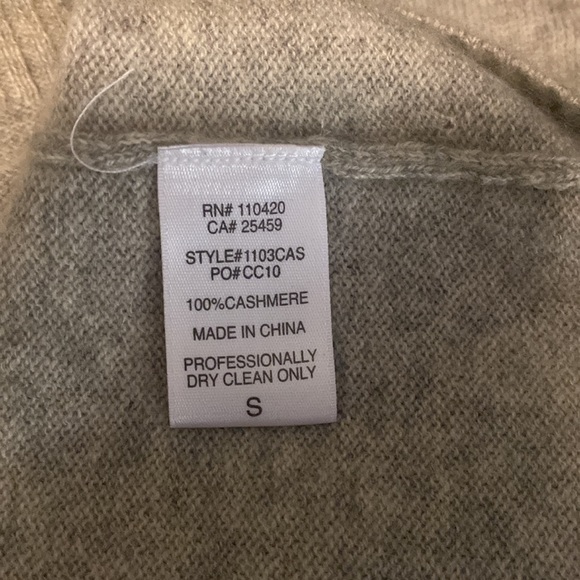 RN# 110420
CA# 25459
STYLE#1103CAS
PO#CC10
100%CASHMERE
MADE IN CHINA
PROFESSIONALLY
DRY CLEAN ONLY
S